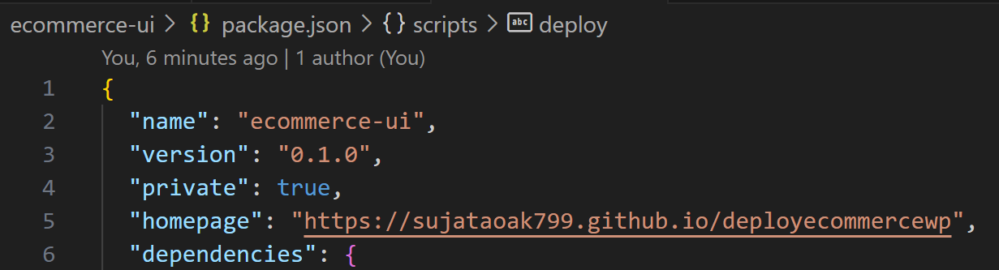 ecommerce-ui > {} package.json > {} scripts > abc deploy
You, 6 minutes ago | 1 author (You)
1 {
2 "name": "ecommerce-ui",
3 "version": "0.1.0",
4 "private": true,
5 "homepage": "https://sujataoak799.github.io/deployecommercewp",
6 "dependencies": {